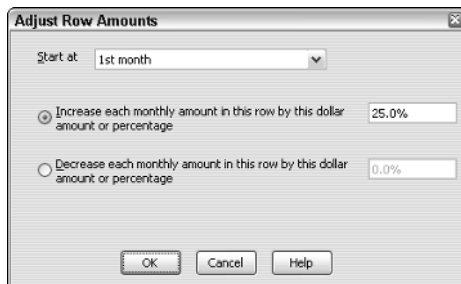 Adjust Row Amounts
Start at 1st month
Increase each monthly amount in this row by this dollar 25.0%
amount or percentage
Decrease each monthly amount in this row by this dollar 0.0%
amount or percentage
OK Cancel Help